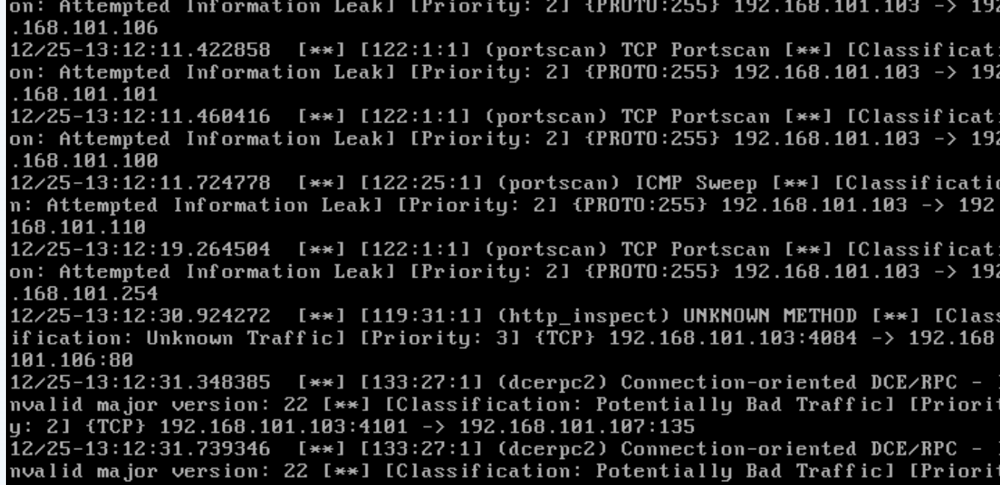 on: Attempted Information Leak] [Priority: 2] {PROTO:255} 192.168.101.103 -> 192
.168.101.106
12/25-13:12:11.422858  [**] [122:1:1] (portscan) TCP Portscan [**] [Classificati
on: Attempted Information Leak] [Priority: 2] {PROTO:255} 192.168.101.103 -> 192
.168.101.101
12/25-13:12:11.460416  [**] [122:1:1] (portscan) TCP Portscan [**] [Classificati
on: Attempted Information Leak] [Priority: 2] {PROTO:255} 192.168.101.103 -> 192
.168.101.100
12/25-13:12:11.724778  [**] [122:25:1] (portscan) ICMP Sweep [**] [Classificatio
n: Attempted Information Leak] [Priority: 2] {PROTO:255} 192.168.101.103 -> 192
168.101.110
12/25-13:12:19.264504  [**] [122:1:1] (portscan) TCP Portscan [**] [Classificati
on: Attempted Information Leak] [Priority: 2] {PROTO:255} 192.168.101.103 -> 192
.168.101.254
12/25-13:12:30.924272  [**] [119:31:1] (http_inspect) UNKNOWN METHOD [**] [Class
ification: Unknown Traffic] [Priority: 3] {TCP} 192.168.101.103:4084 -> 192.168
101.106:80
12/25-13:12:31.348385  [**] [133:27:1] (dcerpc2) Connection-oriented DCE/RPC -
nvalid major version: 22 [**] [Classification: Potentially Bad Traffic] [Priorit
y: 2] {TCP} 192.168.101.103:4101 -> 192.168.101.107:135
12/25-13:12:31.739346  [**] [133:27:1] (dcerpc2) Connection-oriented DCE/RPC -
nvalid major version: 22 [**] [Classification: Potentially Bad Traffic] [Priorit